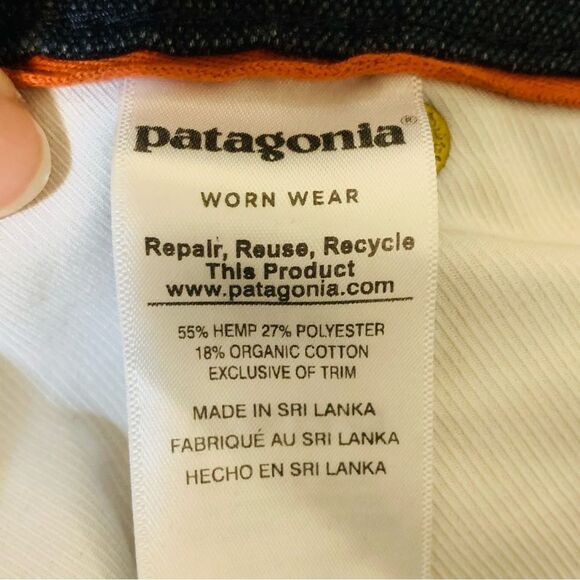 patagonia®
WORN WEAR
Repair, Reuse, Recycle
This Product
www.patagonia.com
55% HEMP 27% POLYESTER
18% ORGANIC COTTON
EXCLUSIVE OF TRIM
MADE IN SRI LANKA
FABRIQUÉ AU SRI LANKA
HECHO EN SRI LANKA